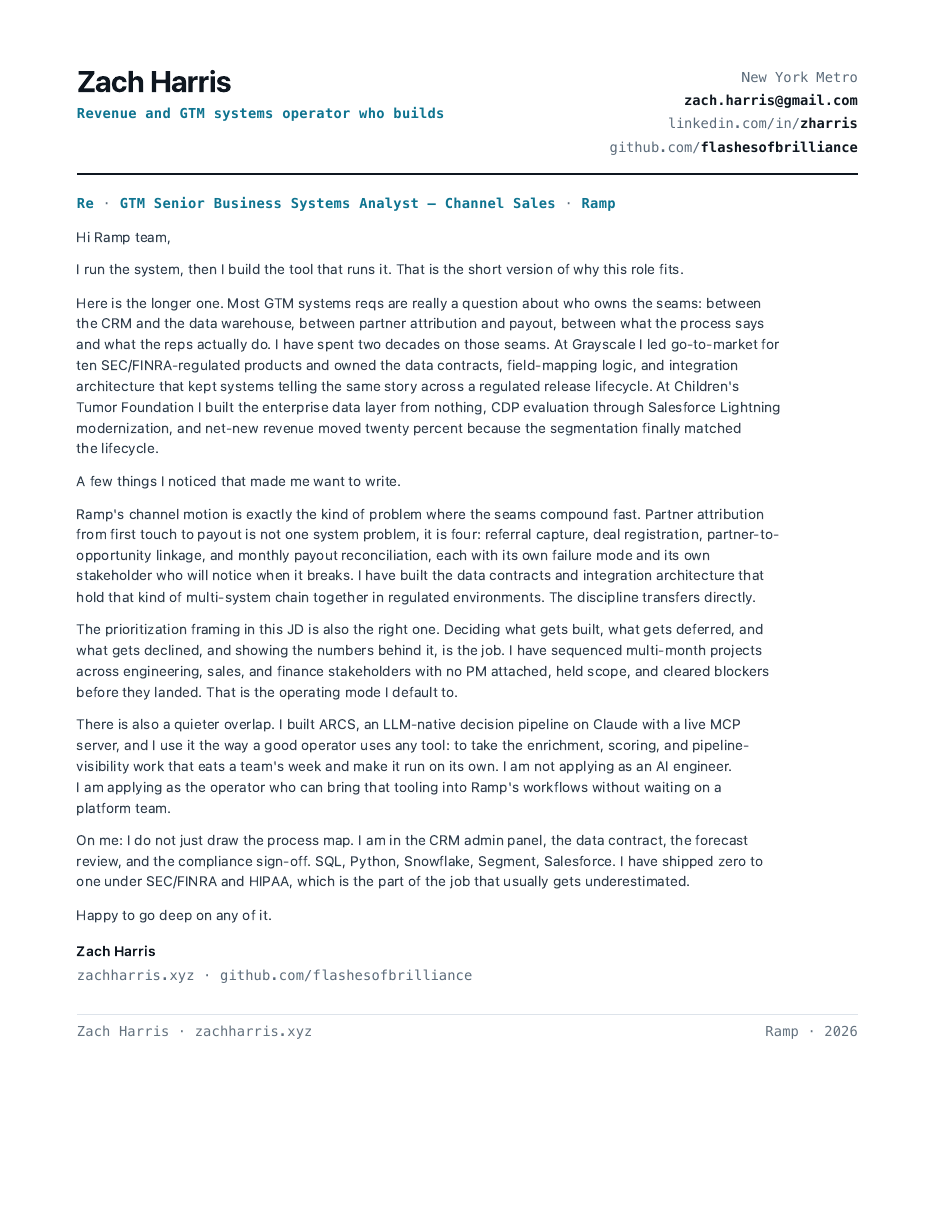 Zach Harris
Revenue and GTM systems operator who builds
New York Metro
zach.harris@gmail.com
linkedin.com/in/zharris
github.com/flashesofbrilliance
Re · GTM Senior Business Systems Analyst — Channel Sales · Ramp
Hi Ramp team,
I run the system, then I build the tool that runs it. That is the short version of why this role fits.
Here is the longer one. Most GTM systems reqs are really a question about who owns the seams: between
the CRM and the data warehouse, between partner attribution and payout, between what the process says
and what the reps actually do. I have spent two decades on those seams. At Grayscale I led go-to-market for
ten SEC/FINRA-regulated products and owned the data contracts, field-mapping logic, and integration
architecture that kept systems telling the same story across a regulated release lifecycle. At Children's
Tumor Foundation I built the enterprise data layer from nothing, CDP evaluation through Salesforce Lightning
modernization, and net-new revenue moved twenty percent because the segmentation finally matched
the lifecycle.
A few things I noticed that made me want to write.
Ramp's channel motion is exactly the kind of problem where the seams compound fast. Partner attribution
from first touch to payout is not one system problem, it is four: referral capture, deal registration, partner-to-
opportunity linkage, and monthly payout reconciliation, each with its own failure mode and its own
stakeholder who will notice when it breaks. I have built the data contracts and integration architecture that
hold that kind of multi-system chain together in regulated environments. The discipline transfers directly.
The prioritization framing in this JD is also the right one. Deciding what gets built, what gets deferred, and
what gets declined, and showing the numbers behind it, is the job. I have sequenced multi-month projects
across engineering, sales, and finance stakeholders with no PM attached, held scope, and cleared blockers
before they landed. That is the operating mode I default to.
There is also a quieter overlap. I built ARCS, an LLM-native decision pipeline on Claude with a live MCP
server, and I use it the way a good operator uses any tool: to take the enrichment, scoring, and pipeline-
visibility work that eats a team's week and make it run on its own. I am not applying as an AI engineer.
I am applying as the operator who can bring that tooling into Ramp's workflows without waiting on a
platform team.
On me: I do not just draw the process map. I am in the CRM admin panel, the data contract, the forecast
review, and the compliance sign-off. SQL, Python, Snowflake, Segment, Salesforce. I have shipped zero to
one under SEC/FINRA and HIPAA, which is the part of the job that usually gets underestimated.
Happy to go deep on any of it.
Zach Harris
zachharris.xyz · github.com/flashesofbrilliance
Zach Harris · zachharris.xyz
Ramp · 2026